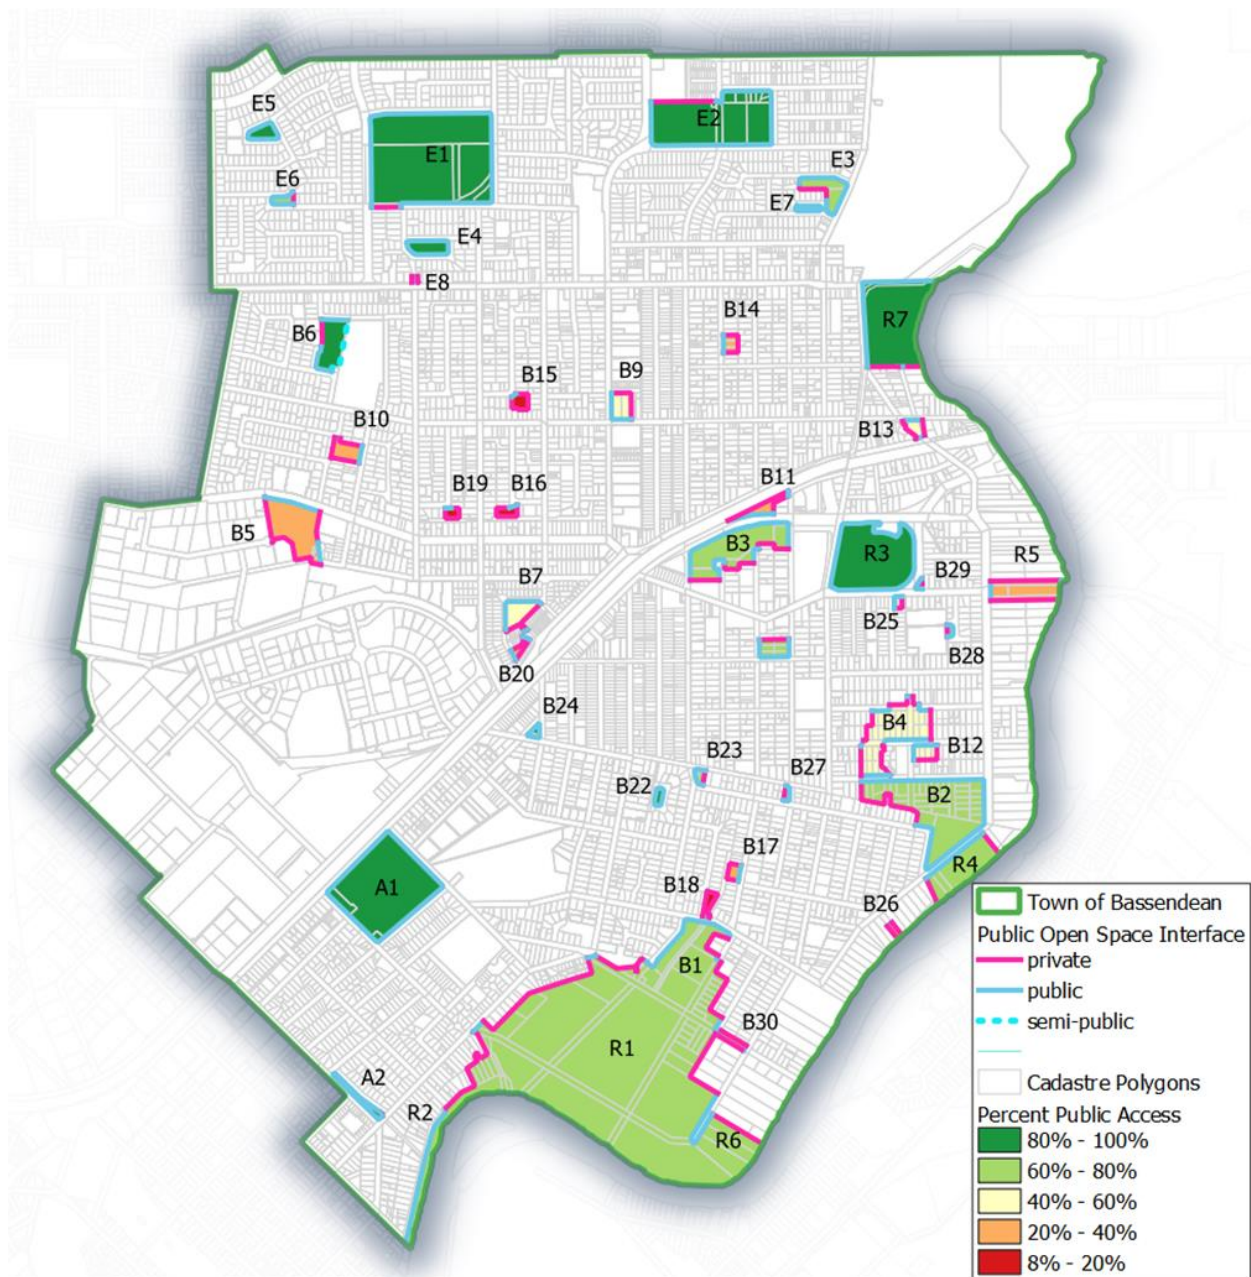 E5
E2
E1
E3
E6
E7
E4
E8
B14
R7
B6
B15
B9
B10
B13
B19
B16
B11
B5
B3
R3
R5
B29
B7
B25
B28
B20
B24
B4
B12
B23
B27
B22
B2
B17
R4
A1
B18
B26
B1
B30
R1
A2
R2
R6
Town of Bassendean
Public Open Space Interface
private
public
semi-public
Cadastre Polygons
Percent Public Access
80% - 100%
60% - 80%
40% - 60%
20% - 40%
8% - 20%